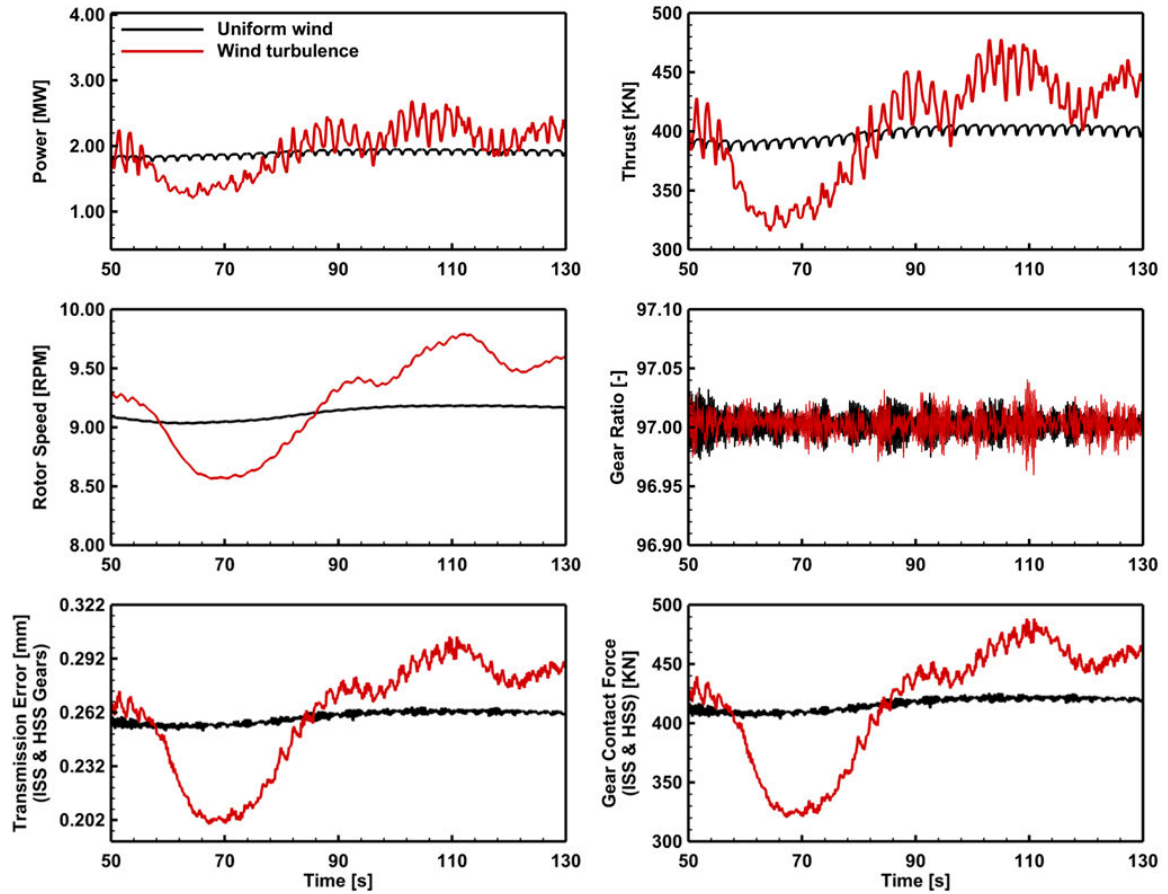 4.00
3.00
2.00
1.00
Power [MW]
Uniform wind
Wind turbulence
50 70 90 110 130
500
450
400
350
300
Thrust [KN]
50 70 90 110 130
10.00
9.50
9.00
8.50
8.00
Rotor Speed [RPM]
50 70 90 110 130
97.10
97.05
97.00
96.95
96.90
Gear Ratio [-]
50 70 90 110 130
0.322
0.292
0.262
0.232
0.202
Transmission Error [mm]
(ISS & HSS Gears)
50 70 90 110 130
Time [s]
500
450
400
350
300
Gear Contact Force
(ISS & HSS) [KN]
50 70 90 110 130
Time [s]